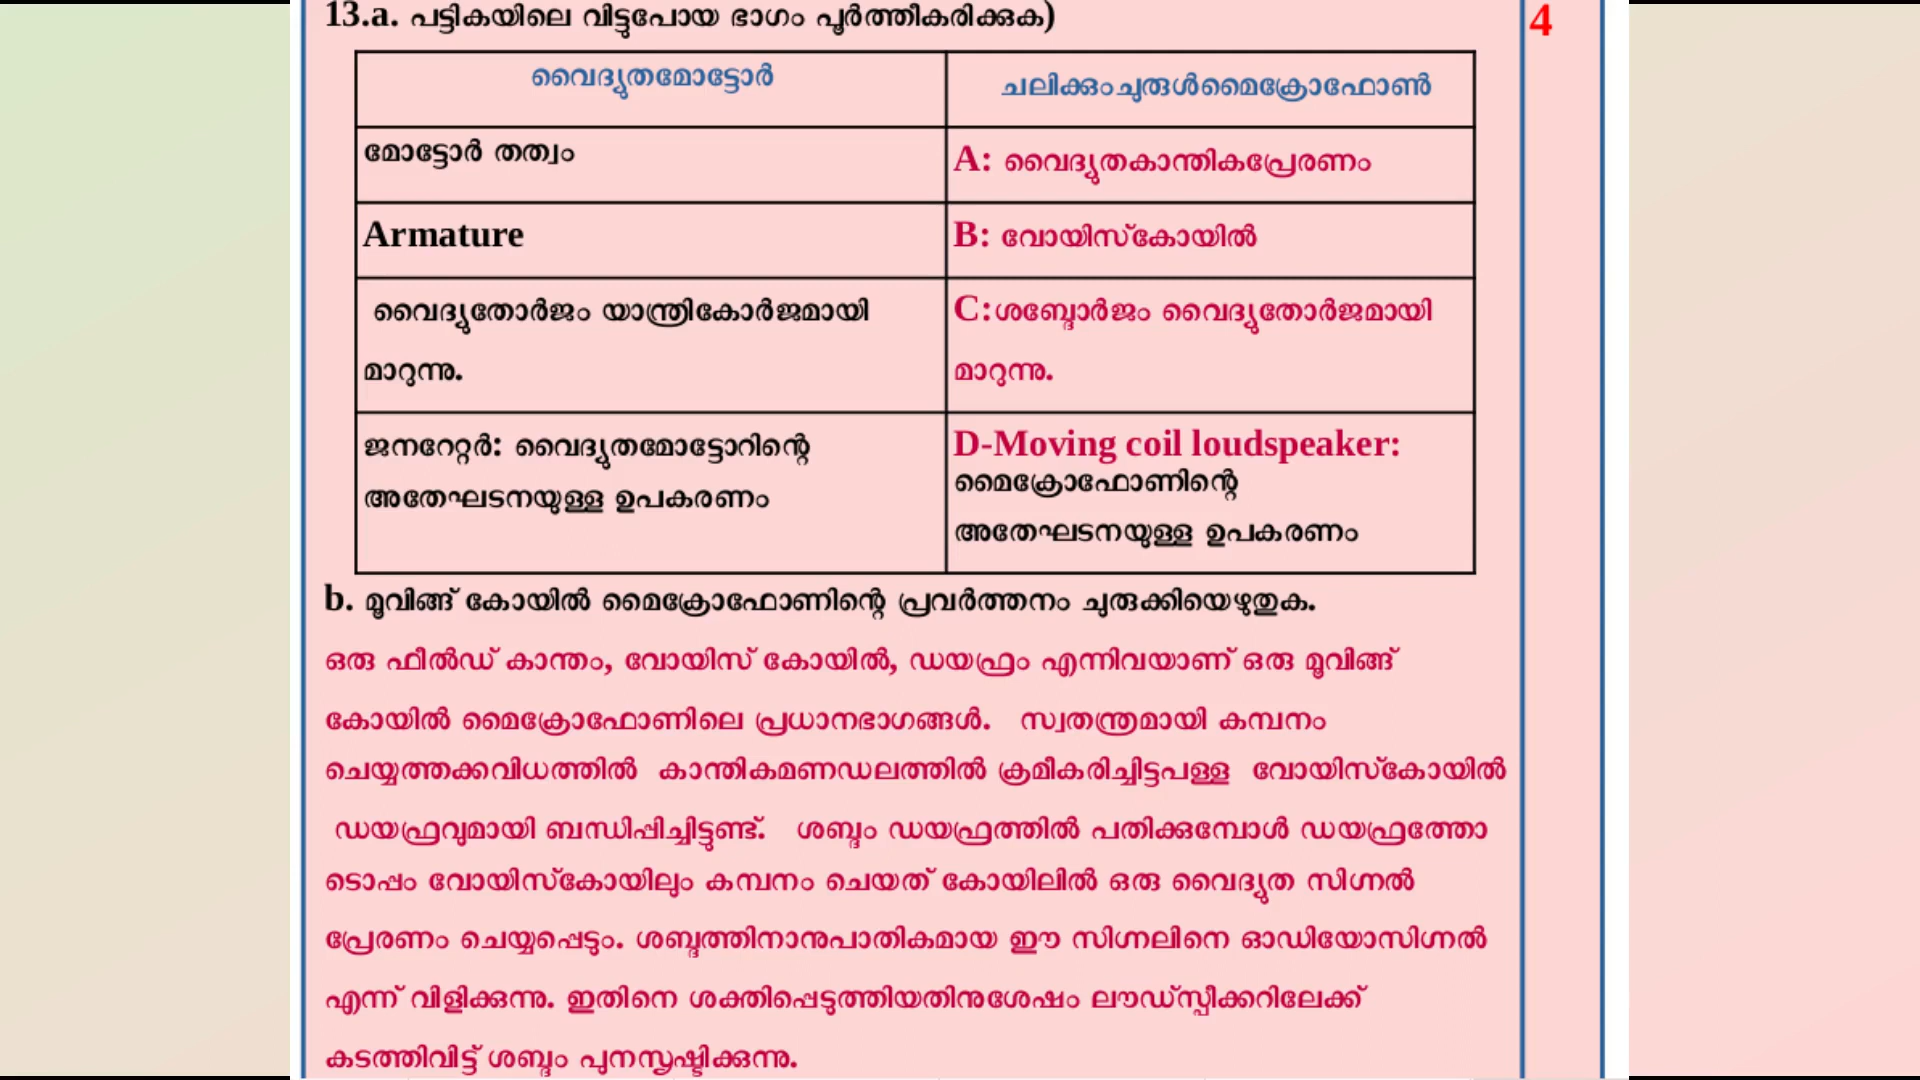 13.a. പട്ടികയിലെ വിട്ടുപോയ ഭാഗം പൂർത്തീകരിക്കുക)
4
വൈദ്യുതമോട്ടോർ
ചലിക്കുംചുരുൾമൈക്രോഫോൺ
മോട്ടോർ തത്വം
A: വൈദ്യുതകാന്തികപ്രേരണം
Armature
B: വോയിസ്കോയിൽ
വൈദ്യുതോർജം യാന്ത്രികോർജമായി
മാറുന്നു.
C:ശബ്ദോർജം വൈദ്യുതോർജമായി
മാറുന്നു.
ജനറേറ്റർ: വൈദ്യുതമോട്ടോറിന്റെ
അതേഘടനയുള്ള ഉപകരണം
D-Moving coil loudspeaker:
മൈക്രോഫോണിന്റെ
അതേഘടനയുള്ള ഉപകരണം
b. മൂവിങ്ങ് കോയിൽ മൈക്രോഫോണിന്റെ പ്രവർത്തനം ചുരുക്കിയെഴുതുക.
ഒരു ഫീൽഡ് കാന്തം, വോയിസ് കോയിൽ, ഡയഫ്രം എന്നിവയാണ് ഒരു മൂവിങ്ങ്
കോയിൽ മൈക്രോഫോണിലെ പ്രധാനഭാഗങ്ങൾ. സ്വതന്ത്രമായി കമ്പനം
ചെയ്യത്തക്കവിധത്തിൽ കാന്തികമണഡലത്തിൽ ക്രമീകരിച്ചിട്ടപള്ള വോയിസ്കോയിൽ
ഡയഫ്രവുമായി ബന്ധിപ്പിച്ചിട്ടുണ്ട്. ശബ്ദം ഡയഫ്രത്തിൽ പതിക്കുമ്പോൾ ഡയഫ്രത്തോ
ടൊപ്പം വോയിസ്കോയിലും കമ്പനം ചെയത് കോയിലിൽ ഒരു വൈദ്യുത സിഗ്നൽ
പ്രേരണം ചെയ്യപ്പെടും. ശബ്ദത്തിനാനുപാതികമായ ഈ സിഗ്നലിനെ ഓഡിയോസിഗ്നൽ
എന്ന് വിളിക്കുന്നു. ഇതിനെ ശക്തിപ്പെടുത്തിയതിനുശേഷം ലൗഡ്സ്പീക്കറിലേക്ക്
കടത്തിവിട്ട് ശബ്ദം പുനസൃഷ്ടിക്കുന്നു.